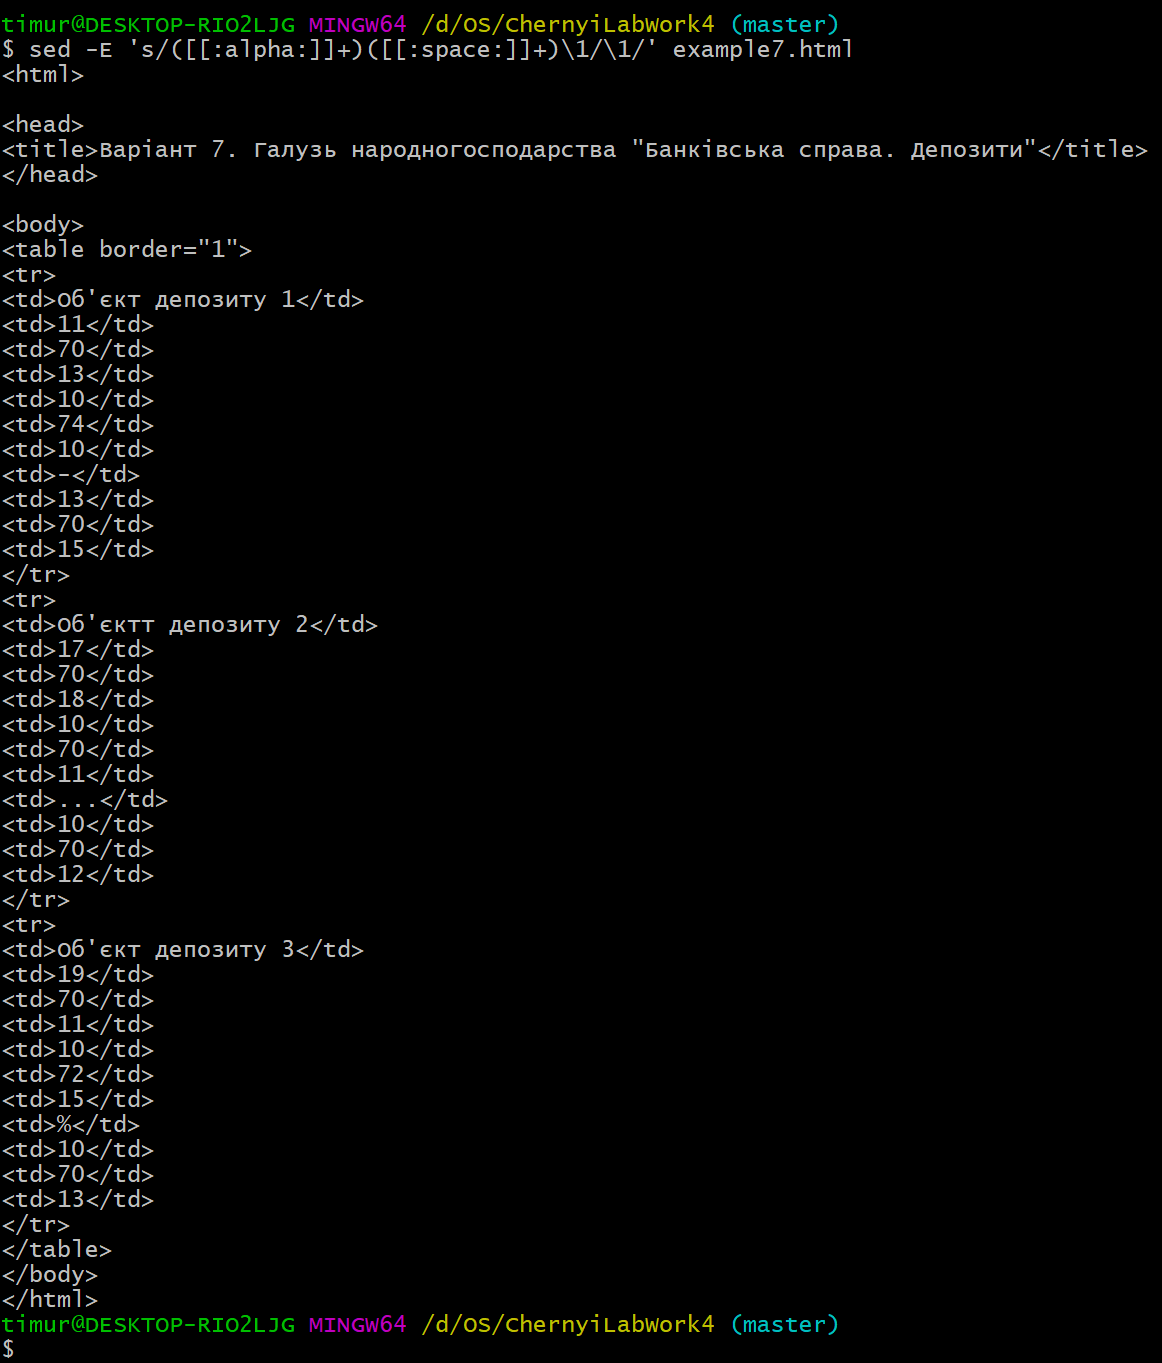 timur@DESKTOP-RIO2LJG MINGW64 /d/OS/ChernyiLabWork4 (master)
$ sed -E 's/([[:alpha:]]+)([[:space:]]+)\1/\1/' example7.html
<html>
<head>
<title>Варіант 7. Галузь народногосподарства "Банківська справа. Депозити"</title>
</head>
<body>
<table border="1">
<tr>
<td>Об'єкт депозиту 1</td>
<td>11</td>
<td>70</td>
<td>13</td>
<td>10</td>
<td>74</td>
<td>10</td>
<td>-</td>
<td>13</td>
<td>70</td>
<td>15</td>
</tr>
<tr>
<td>Об'єктт депозиту 2</td>
<td>17</td>
<td>70</td>
<td>18</td>
<td>10</td>
<td>70</td>
<td>11</td>
<td>...</td>
<td>10</td>
<td>70</td>
<td>12</td>
</tr>
<tr>
<td>Об'єкт депозиту 3</td>
<td>19</td>
<td>70</td>
<td>11</td>
<td>10</td>
<td>72</td>
<td>15</td>
<td>%</td>
<td>10</td>
<td>70</td>
<td>13</td>
</tr>
</table>
</body>
</html>
timur@DESKTOP-RIO2LJG MINGW64 /d/OS/ChernyiLabWork4 (master)
$